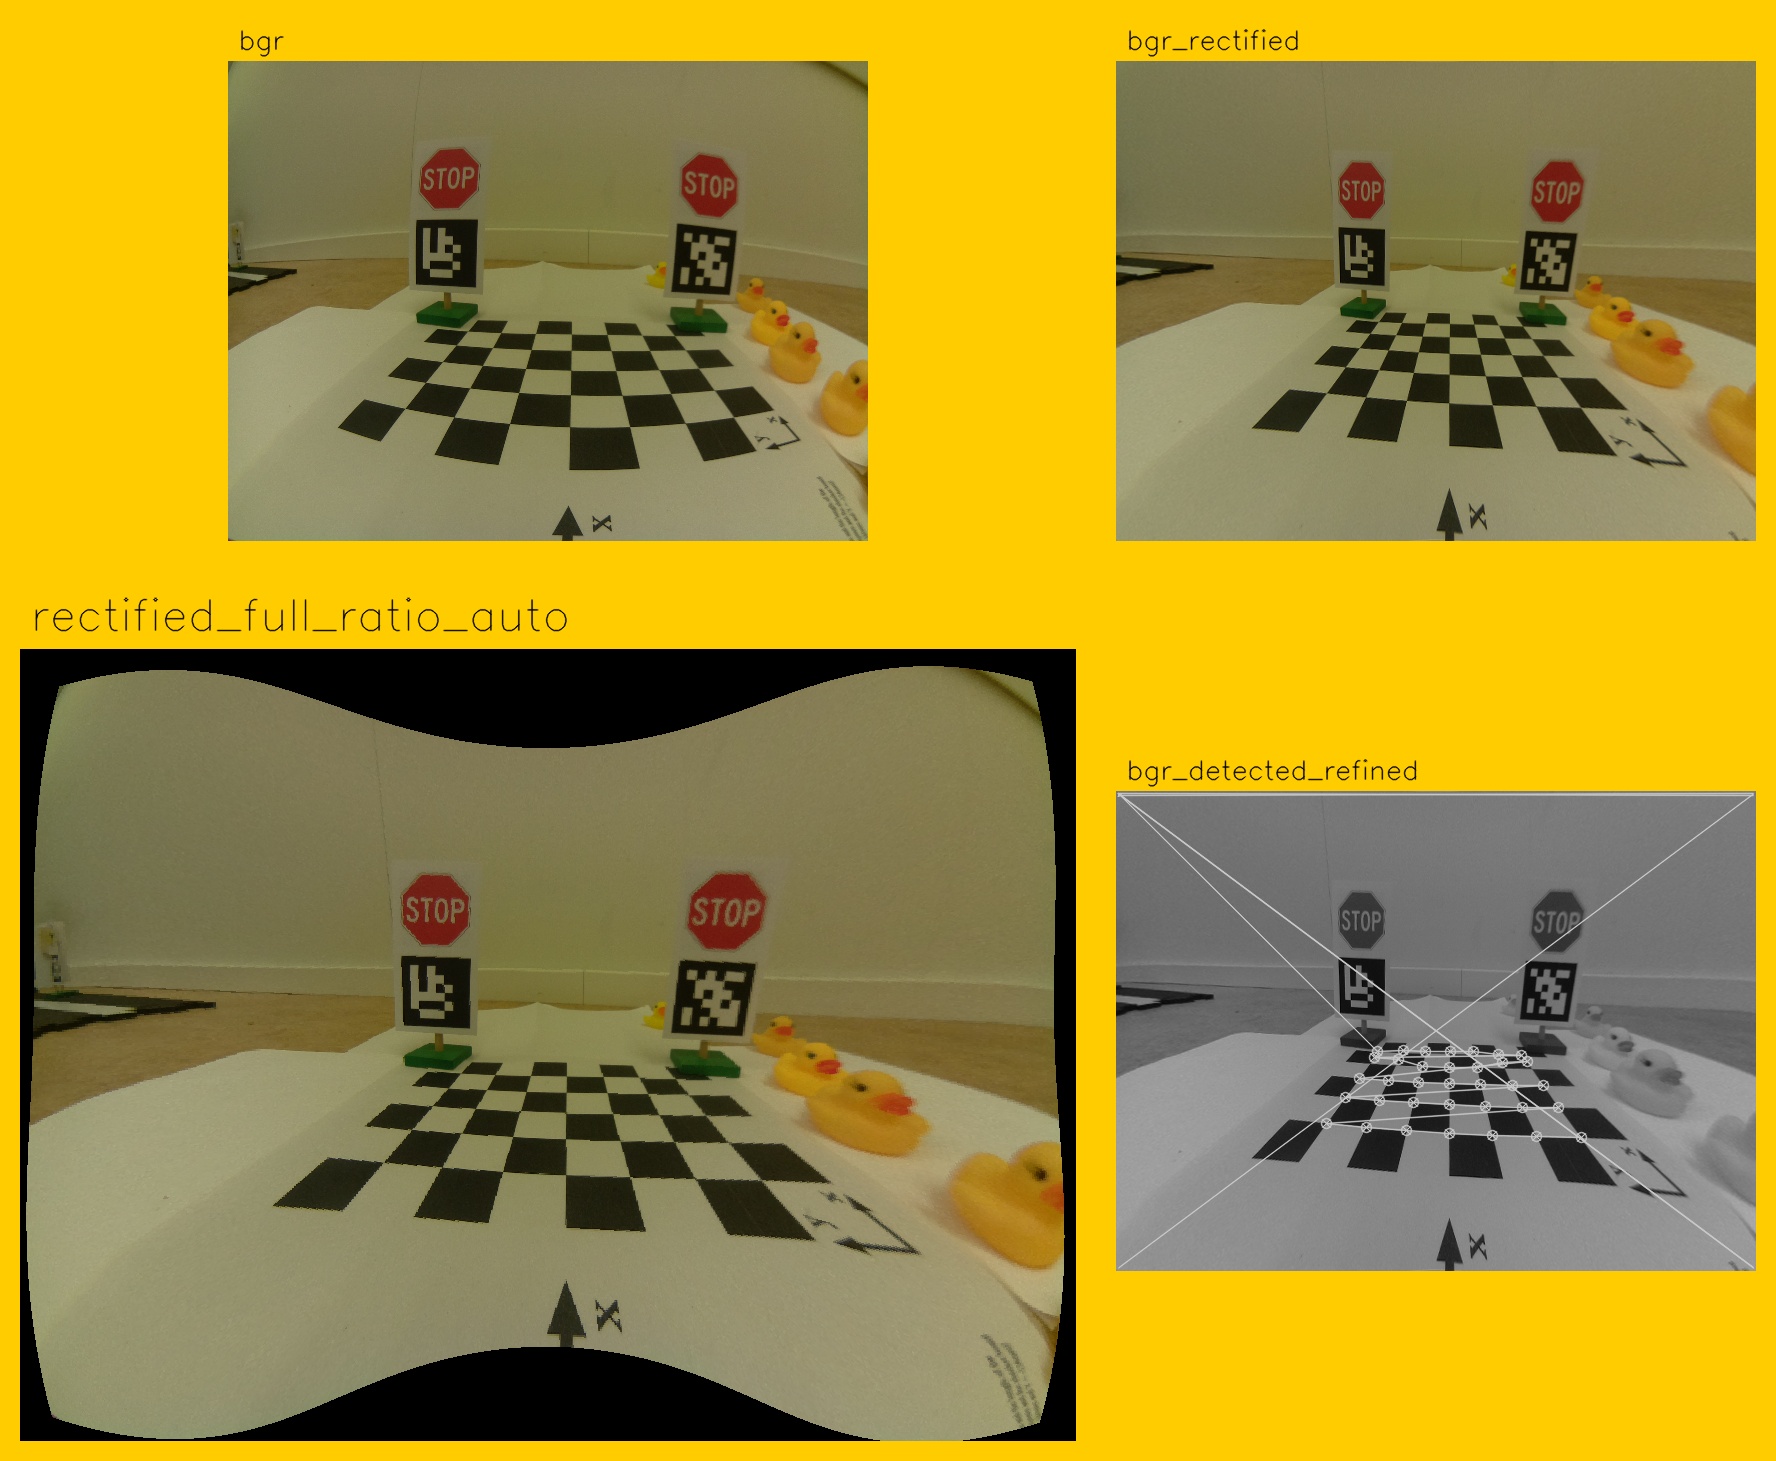 bgr
STOP
STOP
x
y
x
bgr_rectified
STOP
STOP
x
y
x
rectified_full_ratio_auto
STOP
STOP
x
y
x
bgr_detected_refined
STOP
STOP
x
x